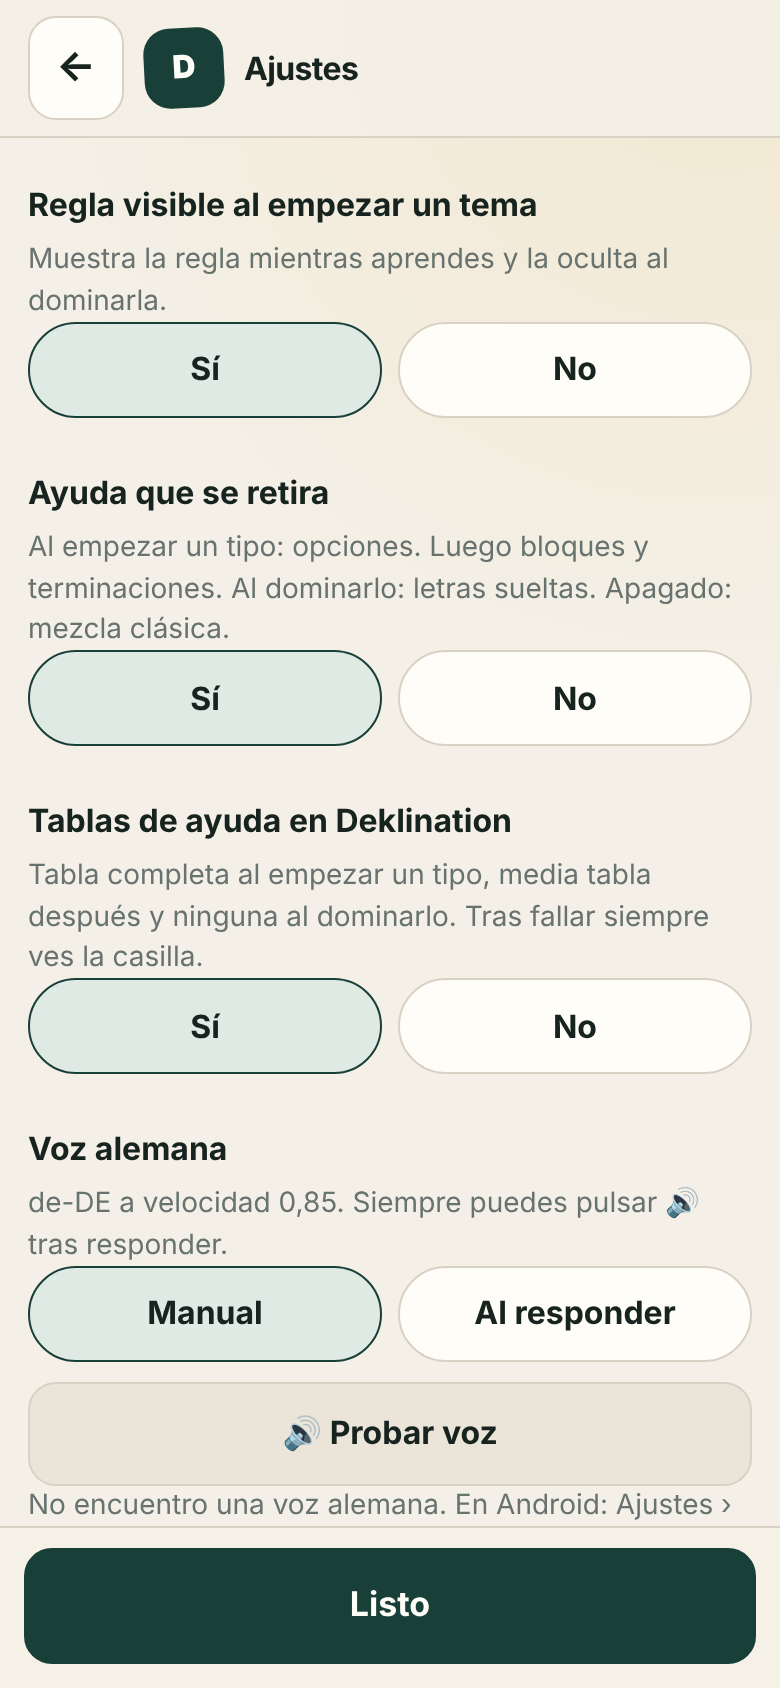 ←
D
Ajustes
Regla visible al empezar un tema
Muestra la regla mientras aprendes y la oculta al
dominarla.
Sí No
Ayuda que se retira
Al empezar un tipo: opciones. Luego bloques y
terminaciones. Al dominarlo: letras sueltas. Apagado:
mezcla clásica.
Sí No
Tablas de ayuda en Deklination
Tabla completa al empezar un tipo, media tabla
después y ninguna al dominarlo. Tras fallar siempre
ves la casilla.
Sí No
Voz alemana
de-DE a velocidad 0,85. Siempre puedes pulsar 🔊
tras responder.
Manual Al responder
🔊 Probar voz
No encuentro una voz alemana. En Android: Ajustes ›
Listo